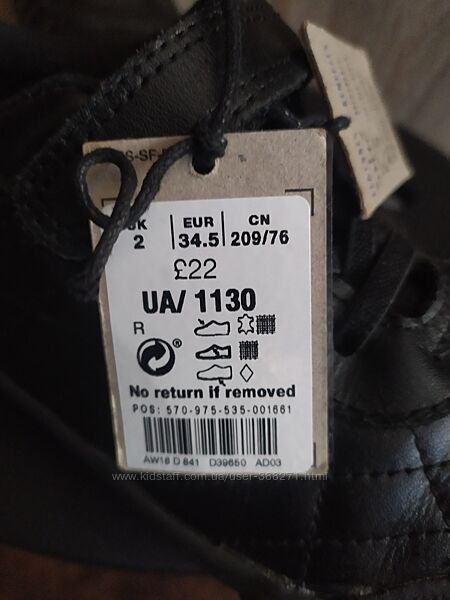 UK EUR CN
2 34.5 209/76
£22
UA/ 1130
R
®
No return if removed
POS: 570-975-535-001661
AW18 D 841 D39650 AD03
www.kidstaff.com.ua/user-368271.html